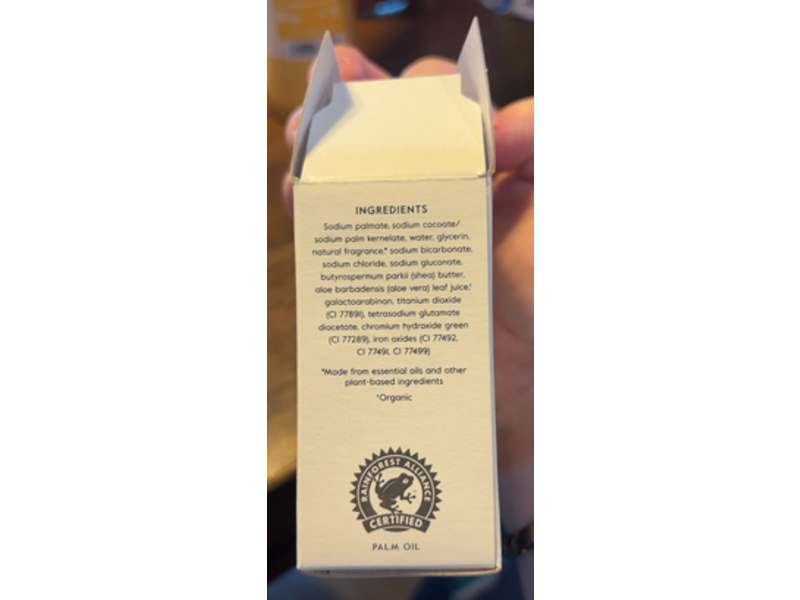 INGREDIENTS
Sodium palmate, sodium cocoate/
sodium palm kernelate, water, glycerin,
natural fragrance,* sodium bicarbonate,
sodium chloride, sodium gluconate,
butyrospermum parkii (shea) butter,
aloe barbadensis (aloe vera) leaf juice,†
galactoarabinan, titanium dioxide
(CI 77891), tetrasodium glutamate
diacetate, chromium hydroxide green
(CI 77289), iron oxides (CI 77492,
CI 77491, CI 77499)
*Made from essential oils and other
plant-based ingredients
†Organic
RAINFOREST ALLIANCE
CERTIFIED
PALM OIL